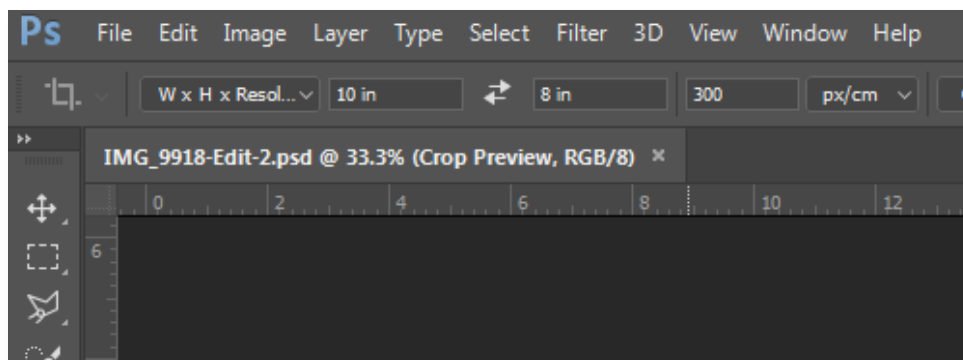 Ps File Edit Image Layer Type Select Filter 3D View Window Help
W x H x Resol... 10 in 8 in 300 px/cm
IMG_9918-Edit-2.psd @ 33.3% (Crop Preview, RGB/8) ×
0 2 4 6 8 10 12
6